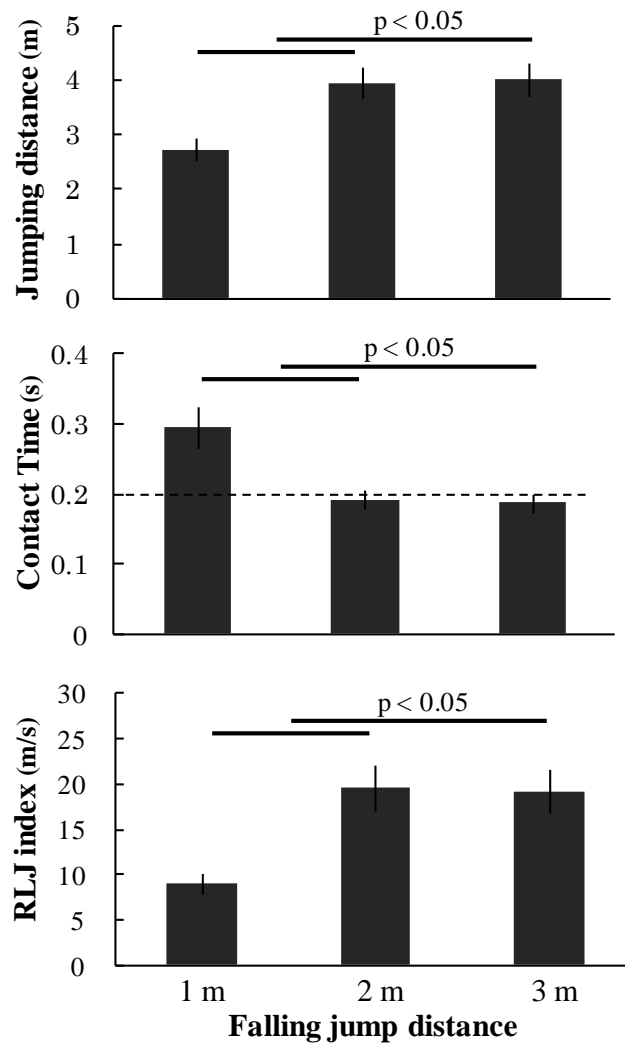 p < 0.05
Jumping distance (m)
5
4
3
2
1
0
p < 0.05
Contact Time (s)
0.4
0.3
0.2
0.1
0
p < 0.05
RLJ index (m/s)
30
25
20
15
10
5
0
1 m 2 m 3 m
Falling jump distance